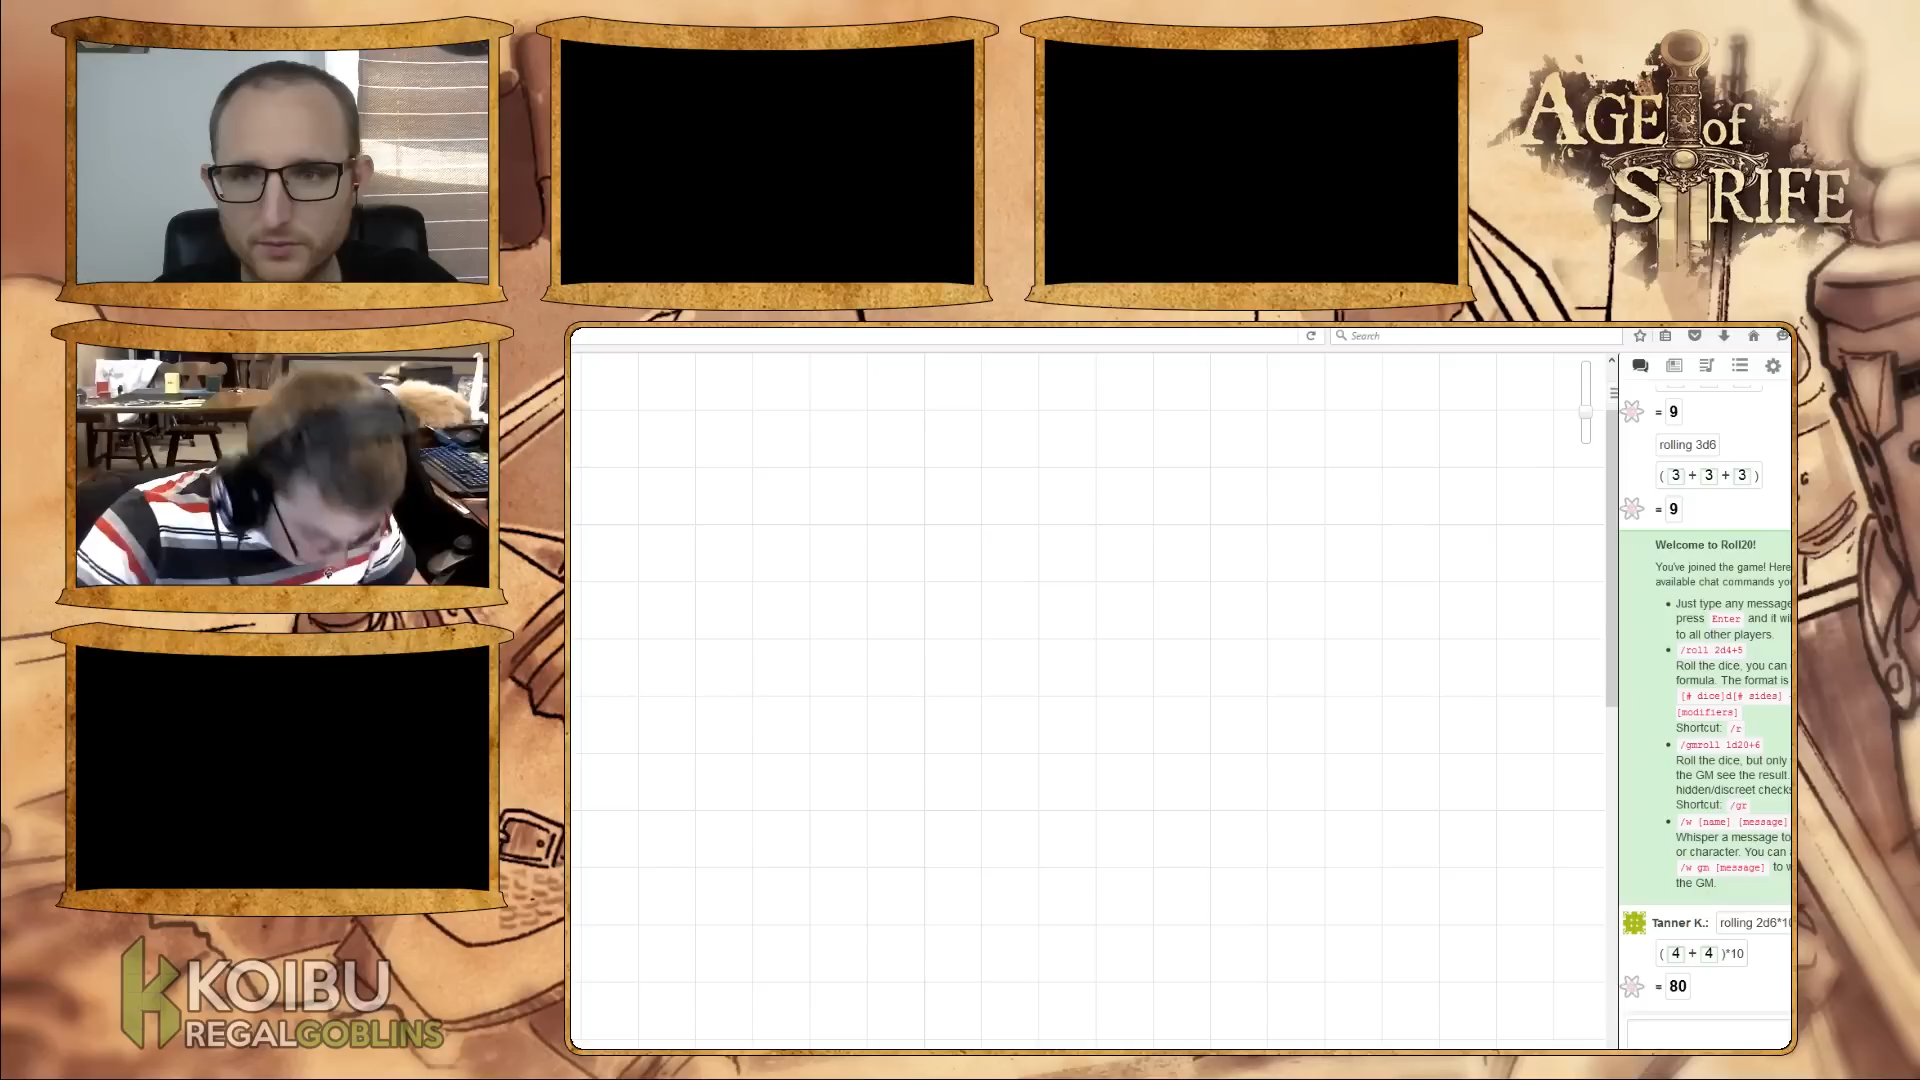 AGE of
STRIFE
Search
= 9
rolling 3d6
( 3 + 3 + 3 )
= 9
Welcome to Roll20!
You've joined the game! Here
available chat commands yo
Just type any message
press Enter and it wi
to all other players.
/roll 2d4+5
Roll the dice, you can
formula. The format is
[# dice]d[# sides]
[modifiers]
Shortcut: /r
/gmroll 1d20+6
Roll the dice, but only
the GM see the result.
hidden/discreet checks
Shortcut: /gr
/w [name] [message]
Whisper a message to
or character. You can
/w gm [message] to w
the GM.
Tanner K.: rolling 2d6*10
( 4 + 4 )*10
= 80
KOIBU
REGALGOBLINS